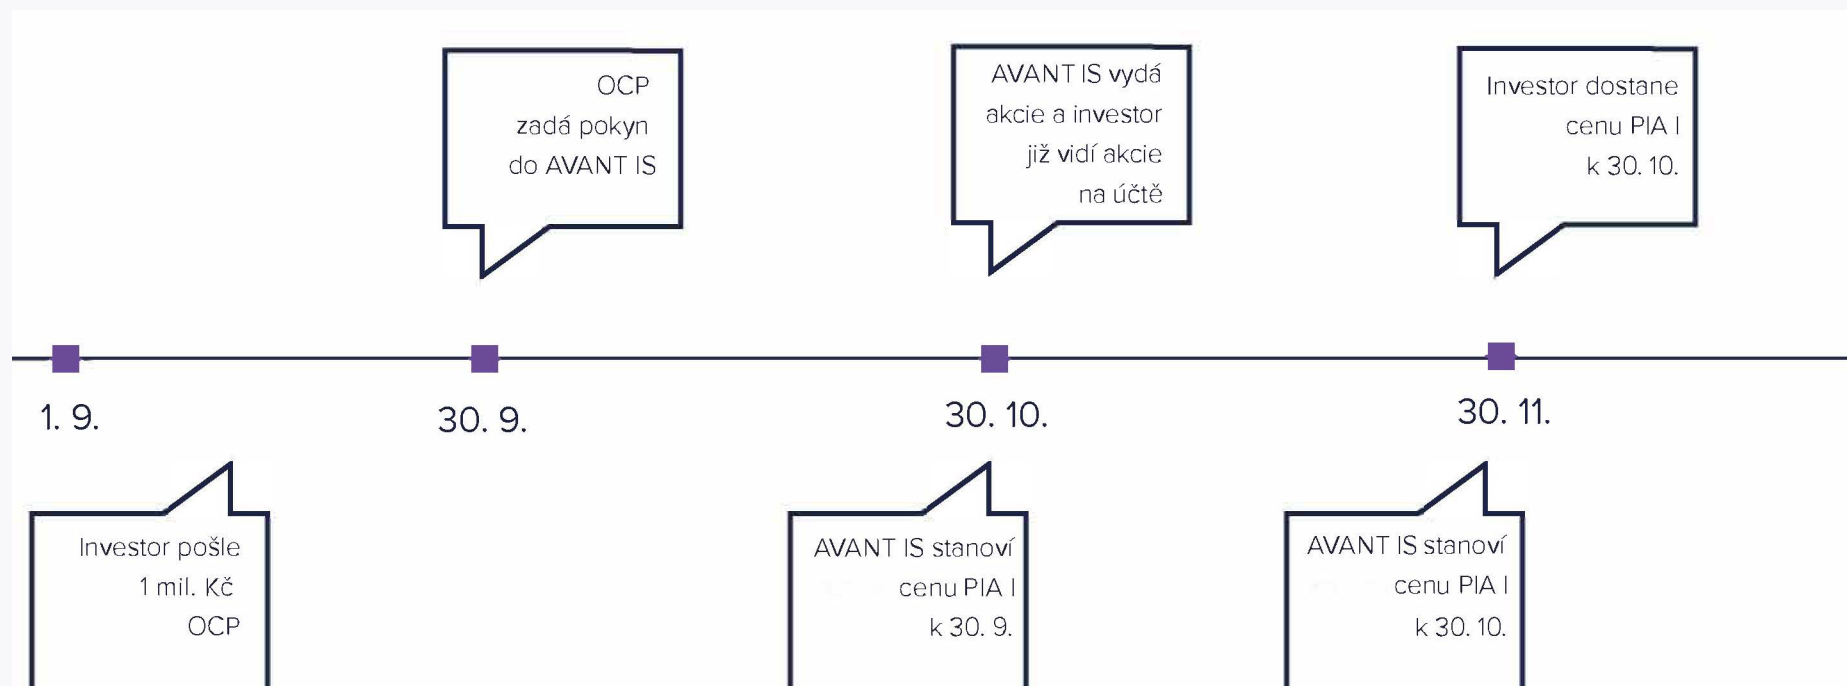 OCP
zadá pokyn
do AVANT IS
AVANT IS vydá
akcie a investor
již vidí akcie
na účtě
Investor dostane
cenu PIA I
k 30. 10.
1. 9.
30. 9.
30. 10.
30. 11.
Investor pošle
1 mil. Kč
OCP
AVANT IS stanoví
cenu PIA I
k 30. 9.
AVANT IS stanoví
cenu PIA I
k 30. 10.